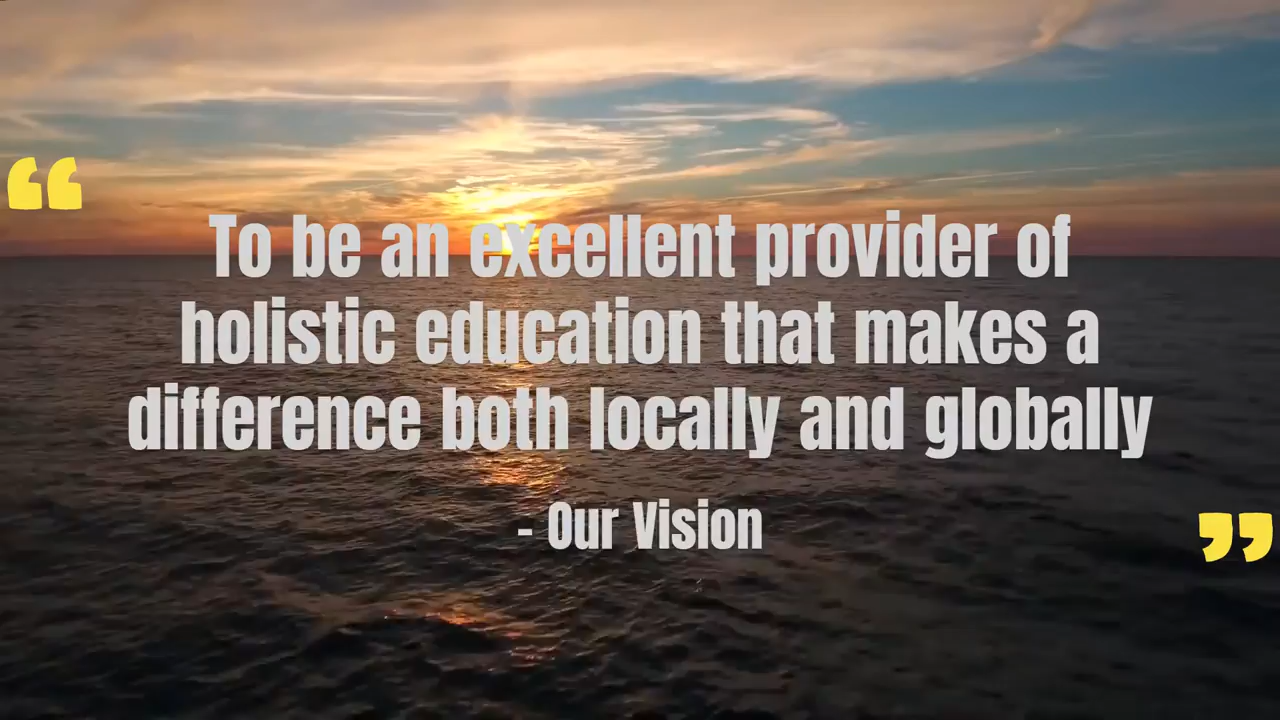 “
To be an excellent provider of
holistic education that makes a
difference both locally and globally
- Our Vision
”